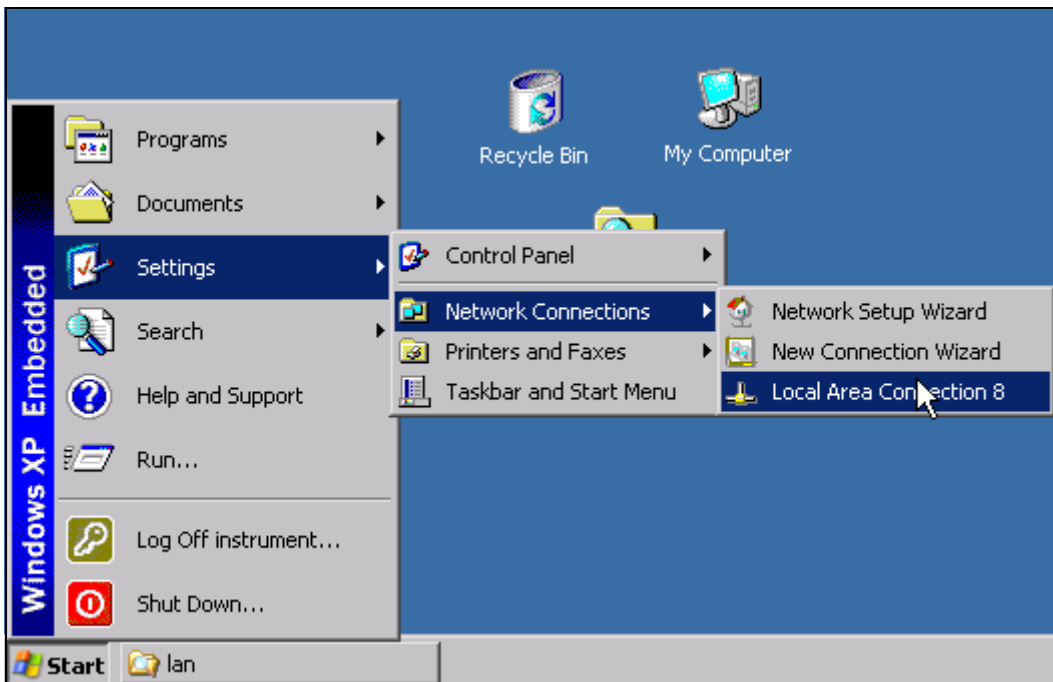 Recycle Bin
My Computer
Programs
Documents
Settings
Search
Help and Support
Run...
Log Off instrument...
Shut Down...
Windows XP Embedded
Control Panel
Network Connections
Printers and Faxes
Taskbar and Start Menu
Network Setup Wizard
New Connection Wizard
Local Area Connection 8
Start
lan